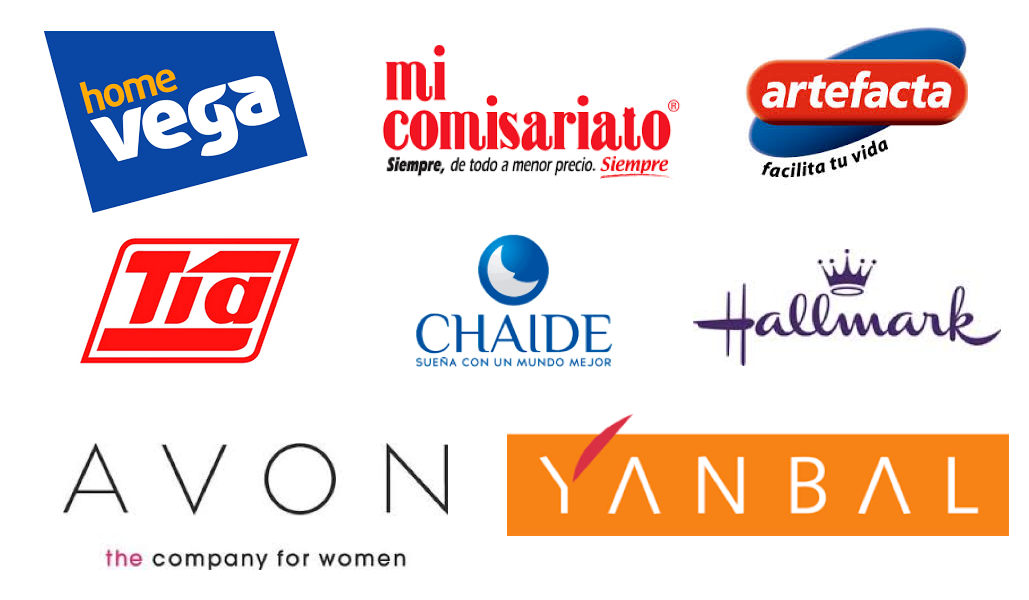 home
vega
mi
comisariato®
Siempre, de todo a menor precio. Siempre
artefacta
facilita tu vida
Tía
CHAIDE
SUEÑA CON UN MUNDO MEJOR
Hallmark
AVON
the company for women
YANBAL